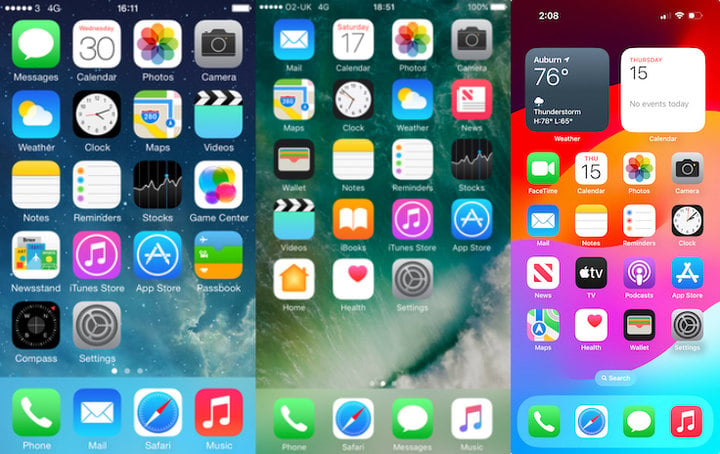 3 4G 16:11
Messages
Wednesday
30
Calendar
Photos
Camera
Weather
Clock
280
Maps
Videos
Notes
Reminders
Stocks
Game Center
Newsstand
iTunes Store
App Store
Passbook
Compass
Settings
Phone
Mail
Safari
Music
O2-UK 4G 18:51 100%
Mail
Saturday
17
Calendar
Photos
Camera
280
Maps
Clock
Weather
NEWS
News
Wallet
Notes
Reminders
Stocks
Videos
iBooks
iTunes Store
App Store
Home
Health
Settings
Phone
Safari
Messages
Music
2:08
Auburn
76°
Thunderstorm
H:78° L:65°
Weather
THURSDAY
15
No events today
Calendar
FaceTime
THU
15
Calendar
Photos
Camera
Mail
Notes
Reminders
Clock
News
tv
TV
Podcasts
App Store
Maps
Health
Wallet
Settings
Search